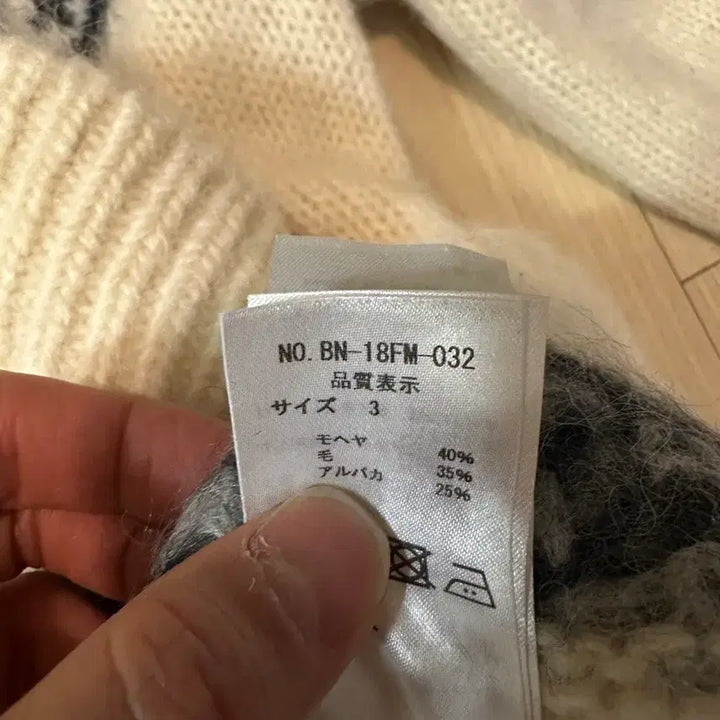 NO. BN-18FM-032
品質表示
サイズ 3
モヘヤ 40%
毛 35%
アルパカ 25%